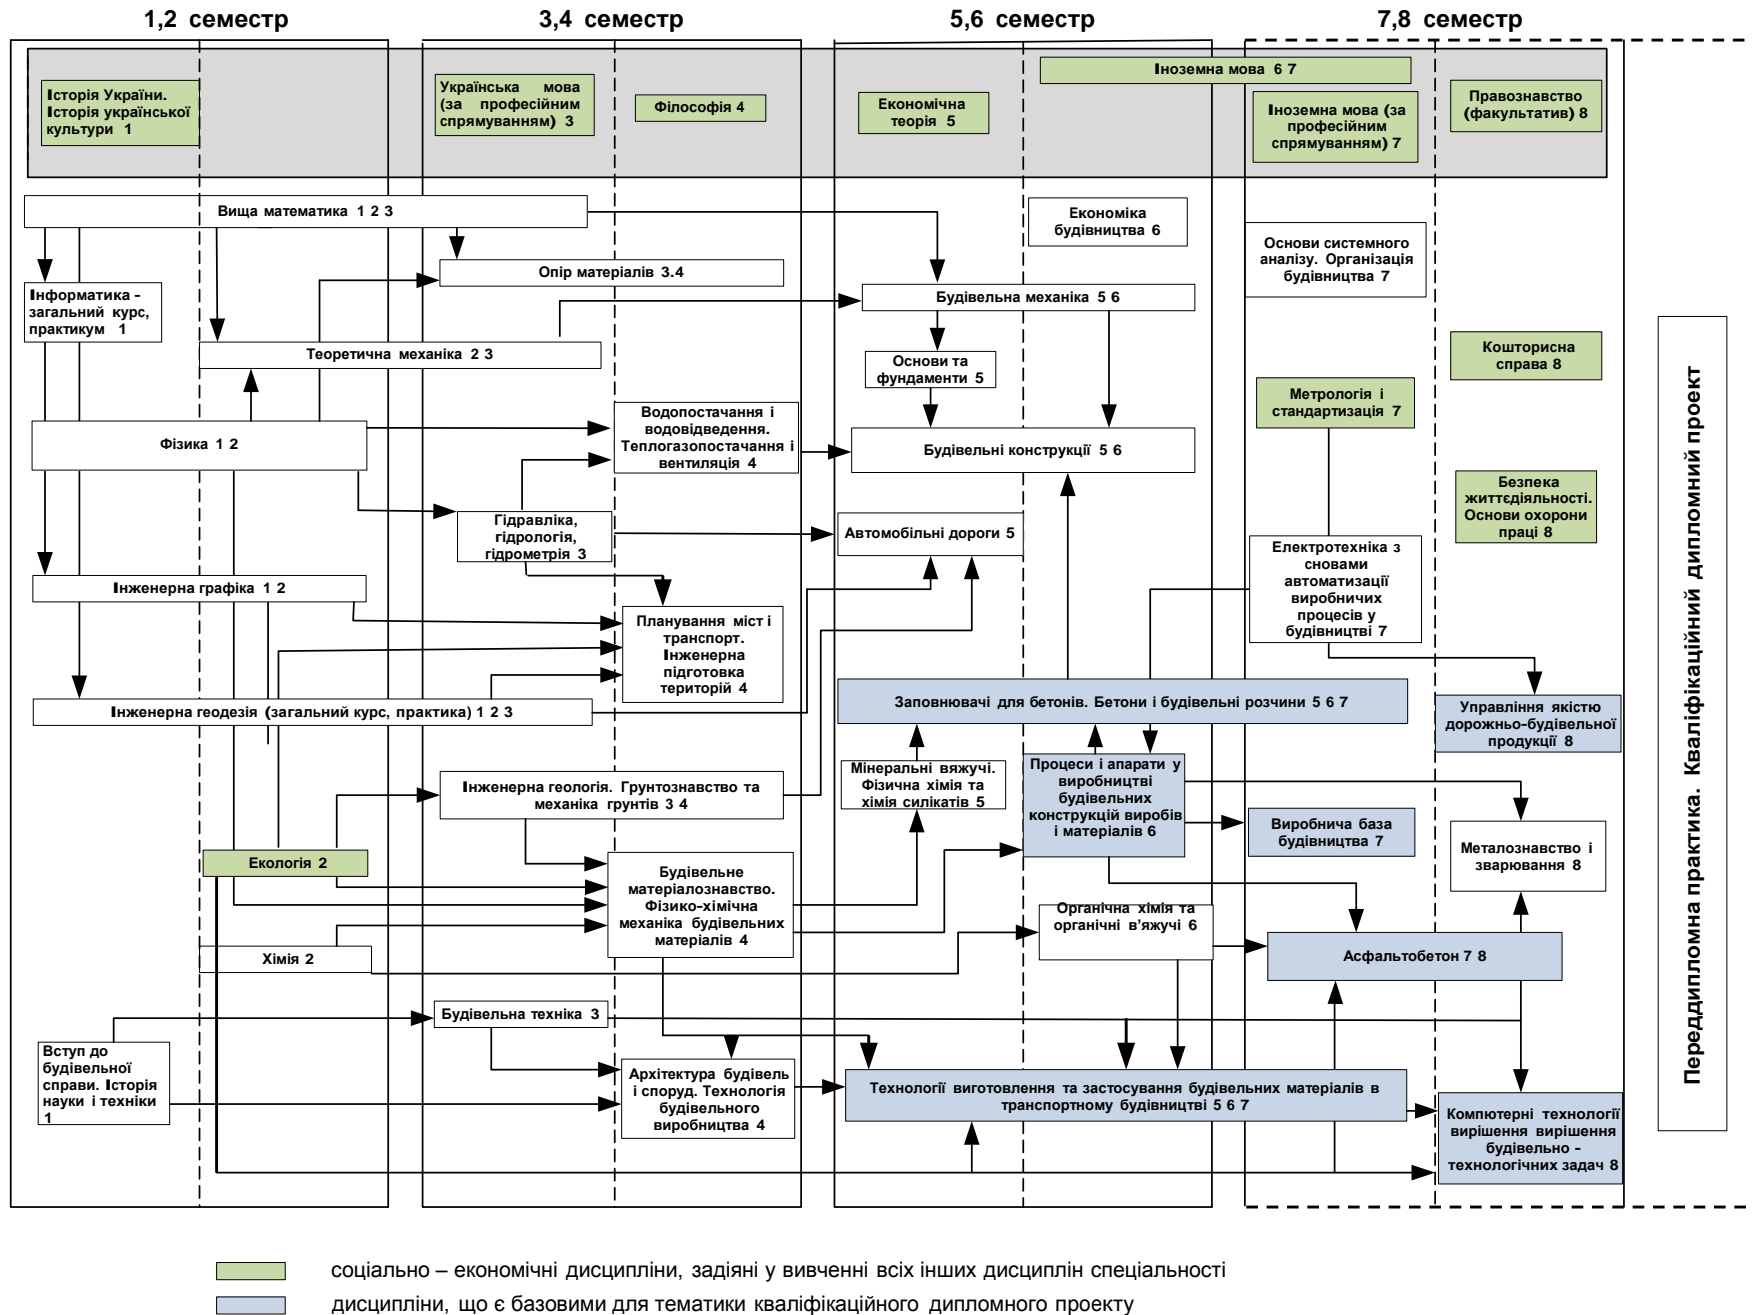 1,2 семестр
3,4 семестр
5,6 семестр
7,8 семестр
Історія України.
Історія української
культури 1
Українська мова
(за професійним
спрямуванням) 3
Філософія 4
Економічна
теорія 5
Іноземна мова 6 7
Іноземна мова (за
професійним
спрямуванням) 7
Правознавство
(факультатив) 8
Вища математика 1 2 3
Економіка
будівництва 6
Основи системного
аналізу. Організація
будівництва 7
Опір матеріалів 3.4
Інформатика -
загальний курс,
практикум 1
Будівельна механіка 5 6
Теоретична механіка 2 3
Основи та
фундаменти 5
Кошторисна
справа 8
Метрологія і
стандартизація 7
Фізика 1 2
Водопостачання і
водовідведення.
Теплогазопостачання і
вентиляція 4
Будівельні конструкції 5 6
Безпека
життєдіяльності.
Основи охорони
праці 8
Гідравліка,
гідрологія,
гідрометрія 3
Автомобільні дороги 5
Електротехніка з
сновами
автоматизації
виробничих
процесів у
будівництві 7
Інженерна графіка 1 2
Планування міст і
транспорт.
Інженерна
підготовка
територій 4
Інженерна геодезія (загальний курс, практика) 1 2 3
Заповнювачі для бетонів. Бетони і будівельні розчини 5 6 7
Управління якістю
дорожньо-будівельної
продукції 8
Інженерна геологія. Грунтознавство та
механіка грунтів 3 4
Мінеральні вяжучі.
Фізична хімія та
хімія силікатів 5
Процеси і апарати у
виробництві
будівельних
конструкцій виробів
і матеріалів 6
Виробнича база
будівництва 7
Металознавство і
зварювання 8
Екологія 2
Будівельне
матеріалознавство.
Фізико-хімічна
механіка будівельних
матеріалів 4
Органічна хімія та
органічні в'яжучі 6
Хімія 2
Асфальтобетон 7 8
Будівельна техніка 3
Вступ до
будівельної
справи. Історія
науки і техніки
1
Архітектура будівель
і споруд. Технологія
будівельного
виробництва 4
Технології виготовлення та застосування будівельних матеріалів в
транспортному будівництві 5 6 7
Компютерні технології
вирішення вирішення
будівельно -
технологічних задач 8
Переддипломна практика. Кваліфікаційний дипломний проект
соціально – економічні дисципліни, задіяні у вивченні всіх інших дисциплін спеціальності
дисципліни, що є базовими для тематики кваліфікаційного дипломного проекту